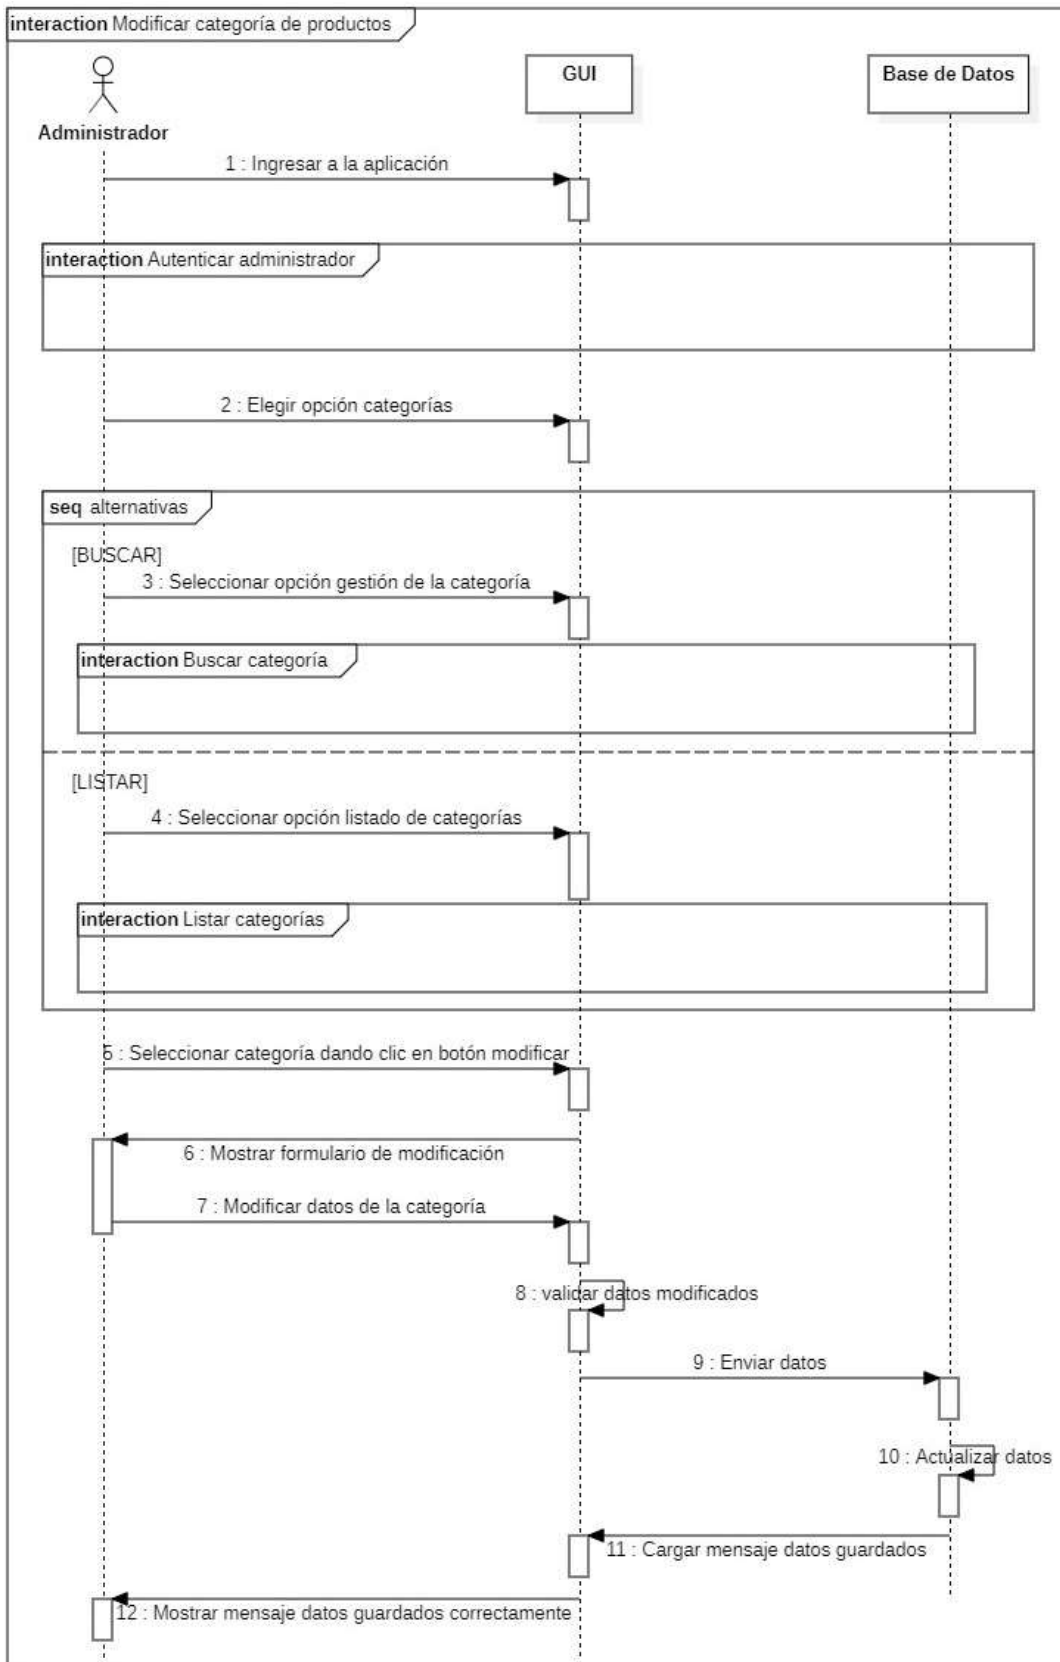 interaction Modificar categoría de productos
GUI
Base de Datos
Administrador
1 : Ingresar a la aplicación
interaction Autenticar administrador
2 : Elegir opción categorías
seq alternativas
[BUSCAR]
3 : Seleccionar opción gestión de la categoría
interaction Buscar categoría
[LISTAR]
4 : Seleccionar opción listado de categorías
interaction Listar categorías
5 : Seleccionar categoría dando clic en botón modificar
6 : Mostrar formulario de modificación
7 : Modificar datos de la categoría
8 : validar datos modificados
9 : Enviar datos
10 : Actualizar datos
11 : Cargar mensaje datos guardados
12 : Mostrar mensaje datos guardados correctamente